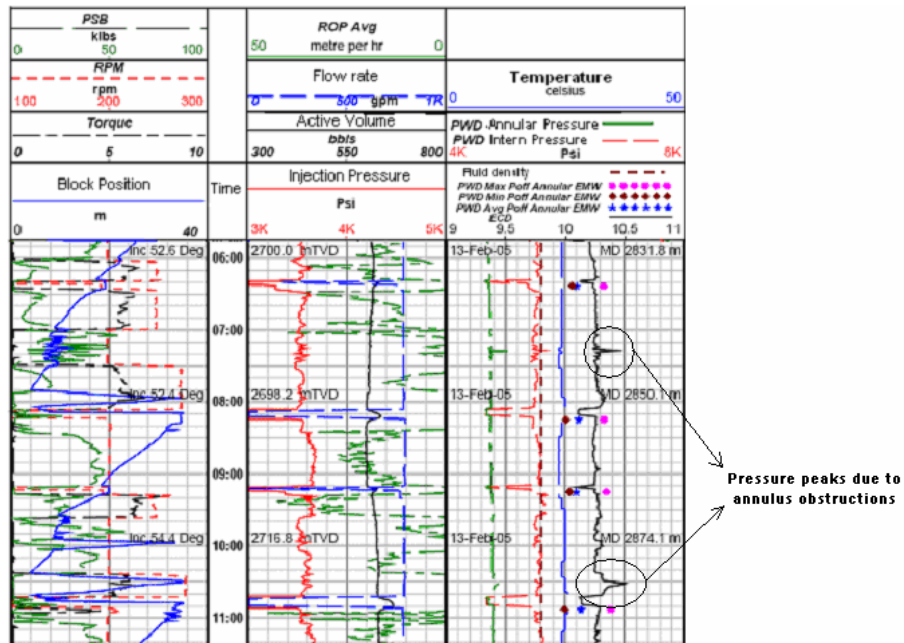 PSB
klbs
0 50 100
RPM
rpm
100 200 300
Torque
0 5 10
Block Position
m
0 40
Time
ROP Avg
50 metre per hr 0
Flow rate
0 500 gpm 1K
Active Volume
bbls
300 550 800
Injection Pressure
Psi
3K 4K 5K
Temperature
celsius
0 50
PWD .Annular Pressure
PWD Intern Pressure
4K Psi 8K
Fluid density
PWD Max Poff Annular EMW
PWD Min Poff Annular EMW
PWD Avg Poff Annular EMW
ECD
9 9.5 10 10.5 11
Inc 52.6 Deg 06:00 2700.0 mTVD 13-Feb-05 MD 2831.8 m
07:00
Inc 52.4 Deg 08:00 2698.2 mTVD 13-Feb-05 MD 2850.1 m
09:00
Inc 54.4 Deg 10:00 2716.8 mTVD 13-Feb-05 MD 2874.1 m
11:00
Pressure peaks due to
annulus obstructions